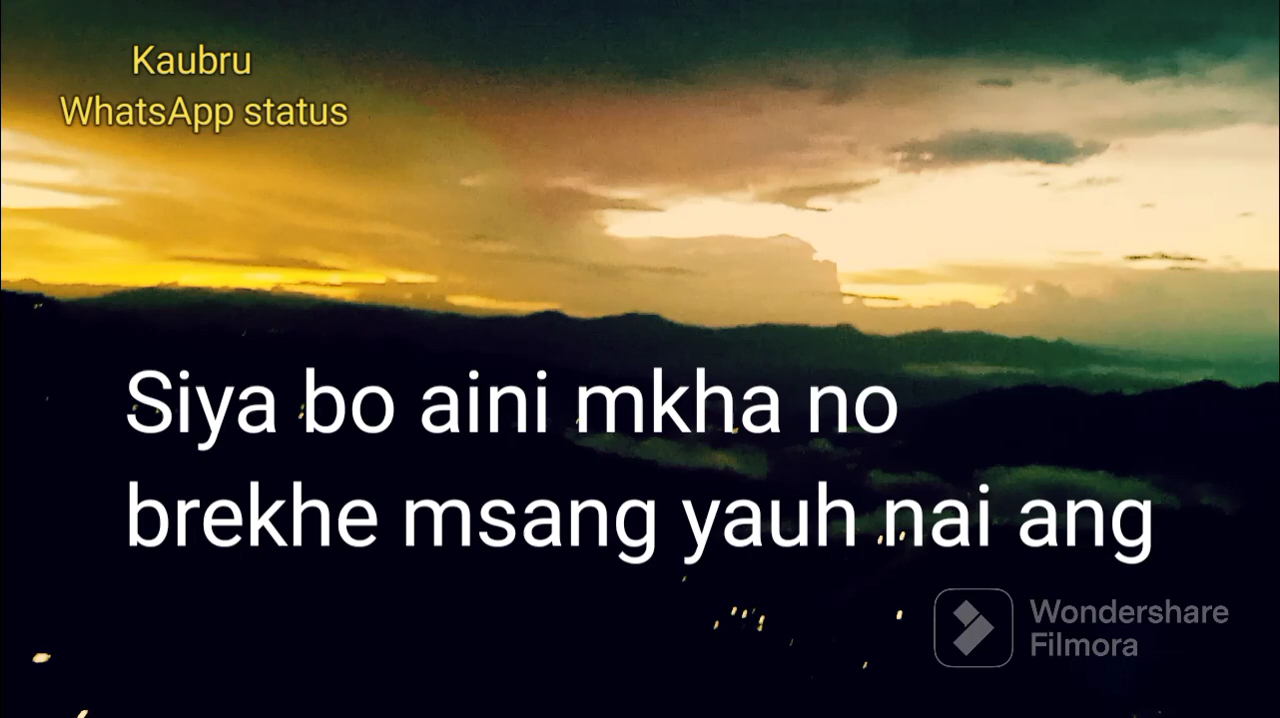 Kaubru
WhatsApp status
Siya bo aini mkha no
brekhe msang yauh nai ang
Wondershare
Filmora